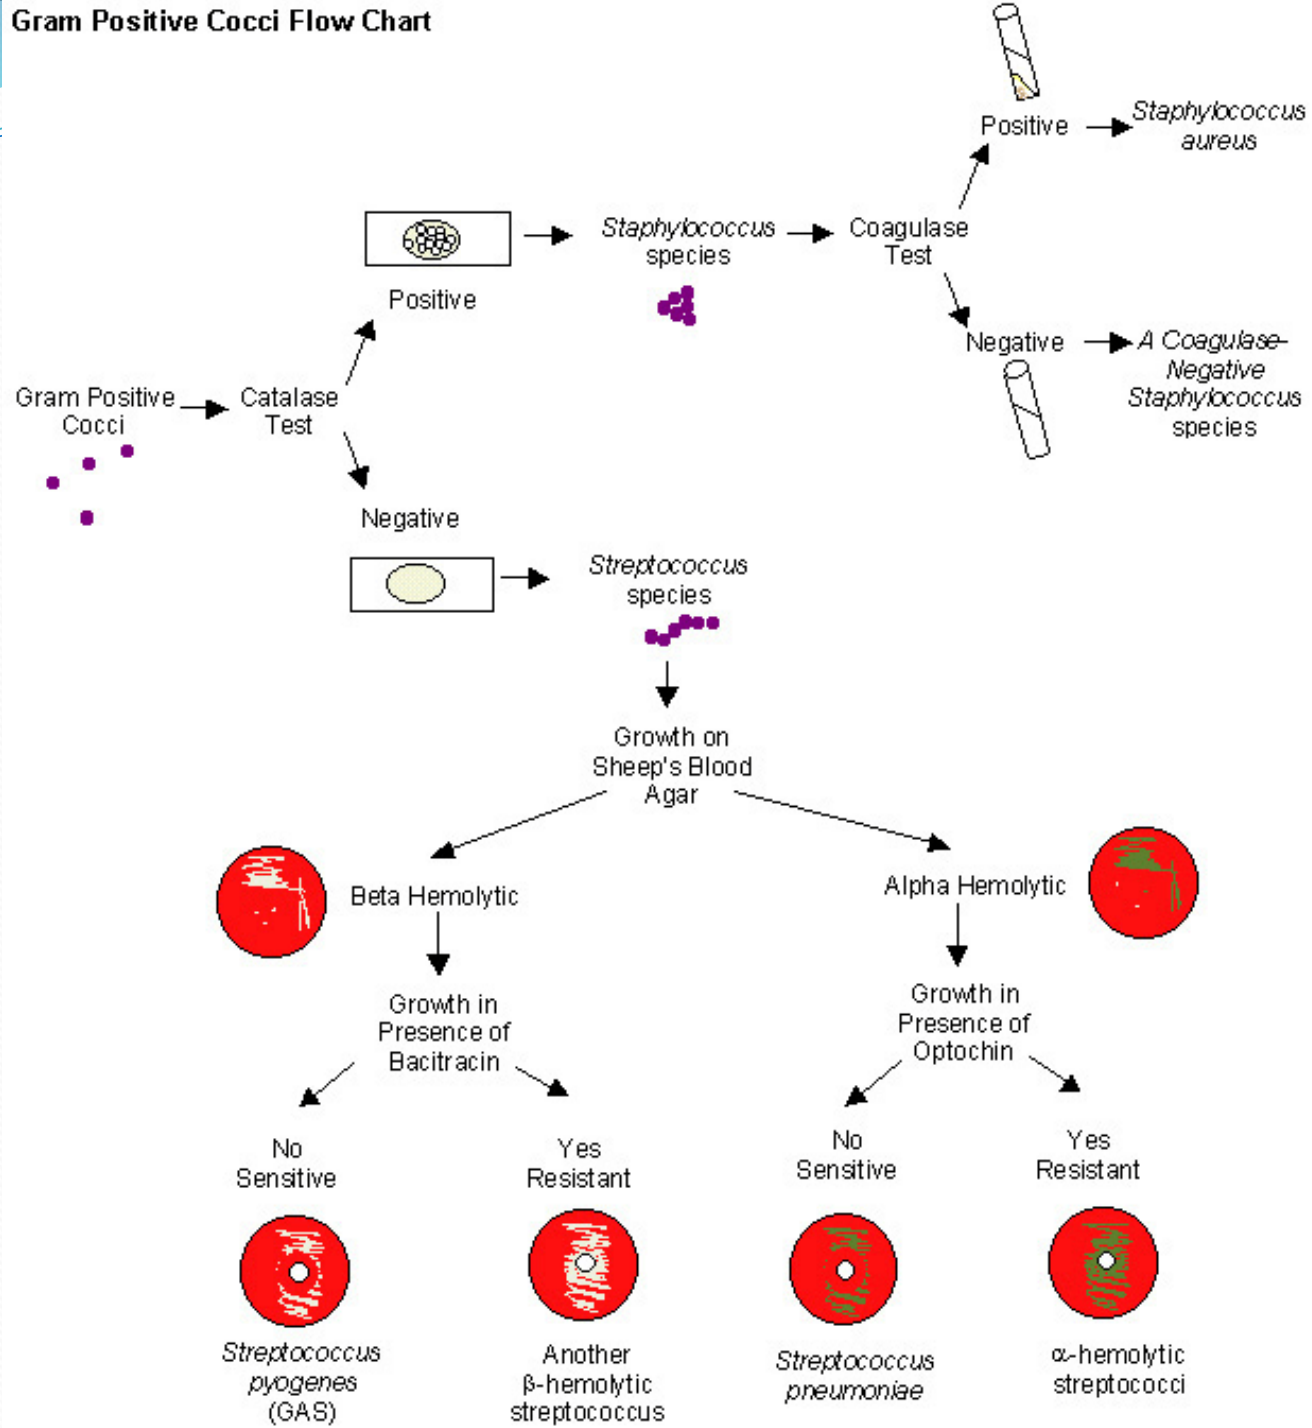 Gram Positive Cocci Flow Chart
Positive
Staphylococcus
aureus
Staphylococcus
species
Coagulase
Test
Positive
Negative
A Coagulase-
Negative
Staphylococcus
species
Gram Positive
Cocci
Catalase
Test
Negative
Streptococcus
species
Growth on
Sheep's Blood
Agar
Beta Hemolytic
Alpha Hemolytic
Growth in
Presence of
Bacitracin
Growth in
Presence of
Optochin
No
Sensitive
Yes
Resistant
No
Sensitive
Yes
Resistant
Streptococcus
pyogenes
(GAS)
Another
β-hemolytic
streptococcus
Streptococcus
pneumoniae
α-hemolytic
streptococci